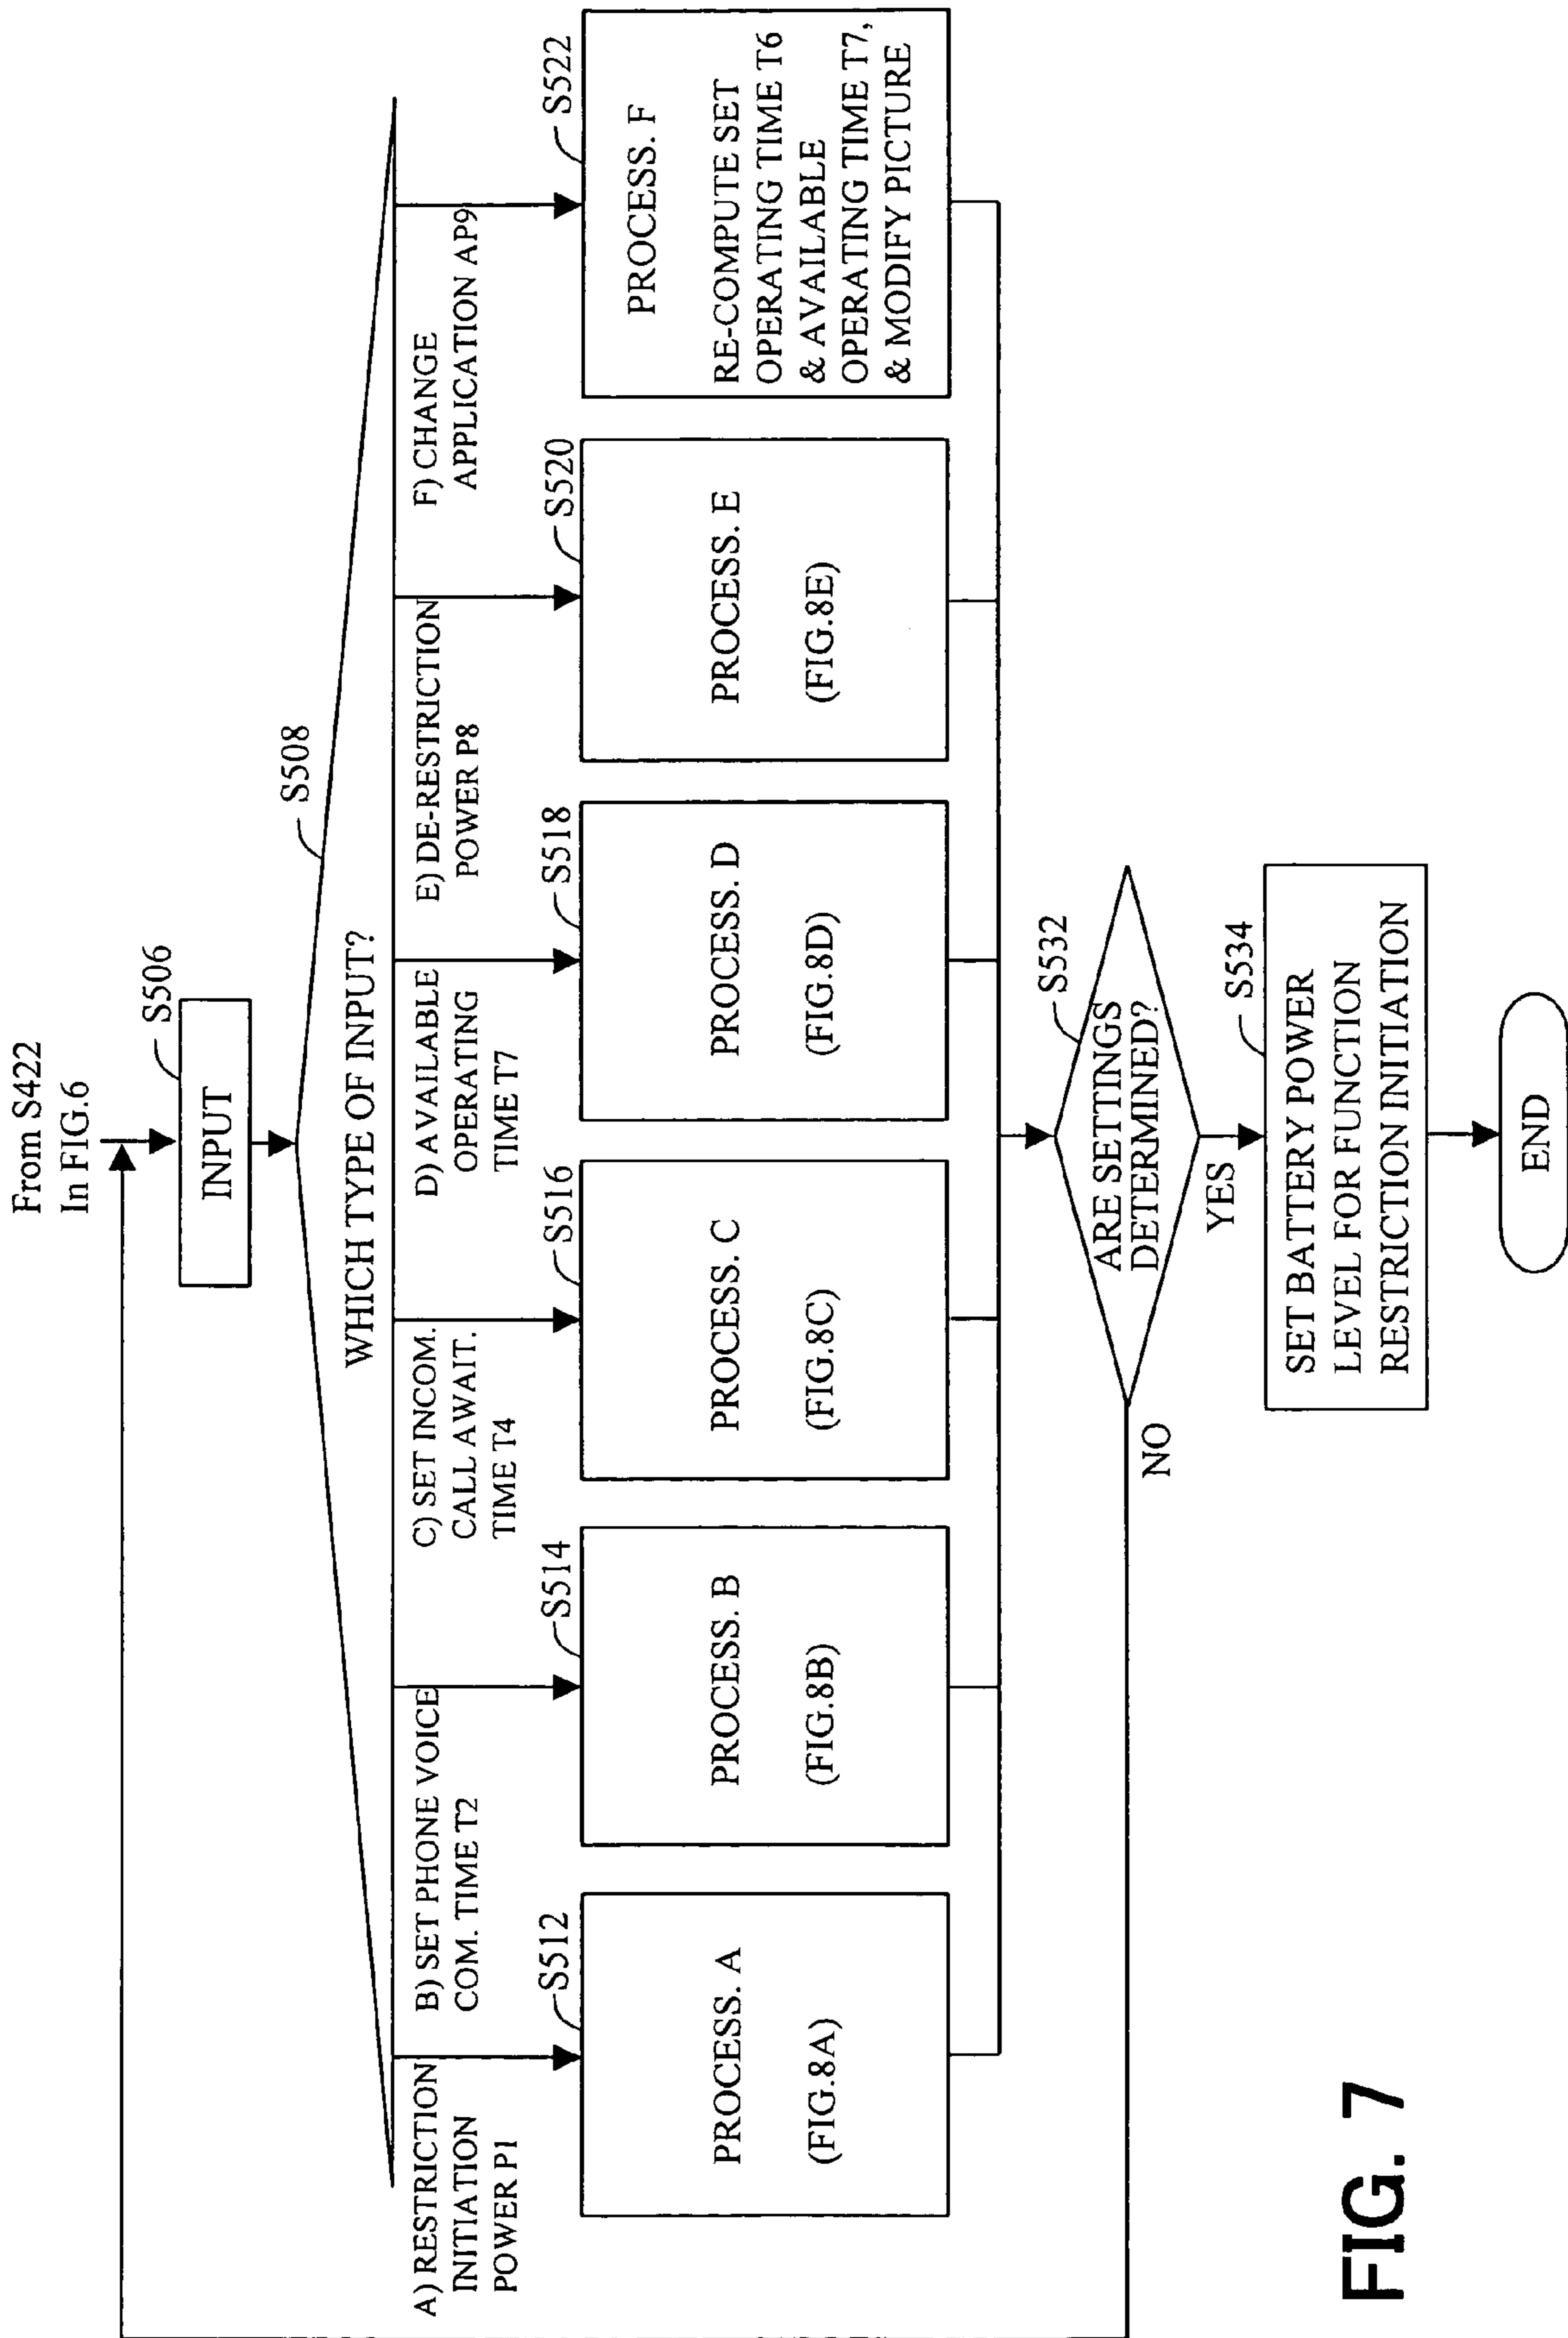 From S422
In FIG.6
S506
INPUT
S508
WHICH TYPE OF INPUT?
A) RESTRICTION
INITIATION
POWER P1
B) SET PHONE VOICE
COM. TIME T2
C) SET INCOM.
CALL AWAIT.
TIME T4
D) AVAILABLE
OPERATING
TIME T7
E) DE-RESTRICTION
POWER P8
F) CHANGE
APPLICATION AP9
S512
PROCESS. A
(FIG.8A)
S514
PROCESS. B
(FIG.8B)
S516
PROCESS. C
(FIG.8C)
S518
PROCESS. D
(FIG.8D)
S520
PROCESS. E
(FIG.8E)
S522
PROCESS. F
RE-COMPUTE SET
OPERATING TIME T6
& AVAILABLE
OPERATING TIME T7,
& MODIFY PICTURE
S532
ARE SETTINGS
DETERMINED?
NO
YES
S534
SET BATTERY POWER
LEVEL FOR FUNCTION
RESTRICTION INITIATION
END
FIG. 7